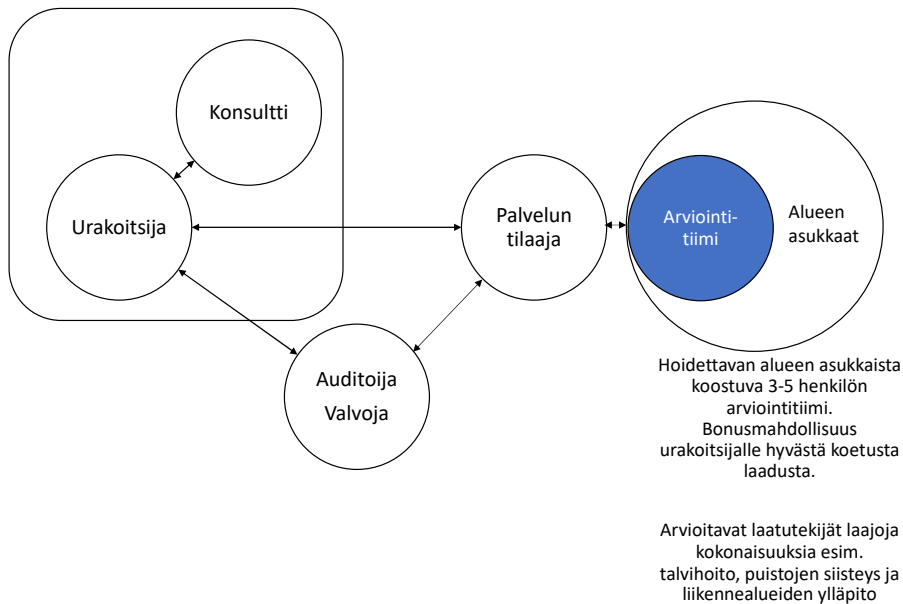 Konsultti
Urakoitsija
Palvelun
tilaaja
Arviointi-
tiimi
Alueen
asukkaat
Auditoija
Valvoja
Hoidettavan alueen asukkaista
koostuva 3-5 henkilön
arviointitiimi.
Bonusmahdollisuus
urakoitsijalle hyvästä koetusta
laadusta.
Arvioitavat laatutekijät laajoja
kokonaisuuksia esim.
talvihoito, puistojen siisteys ja
liikennealueiden ylläpito